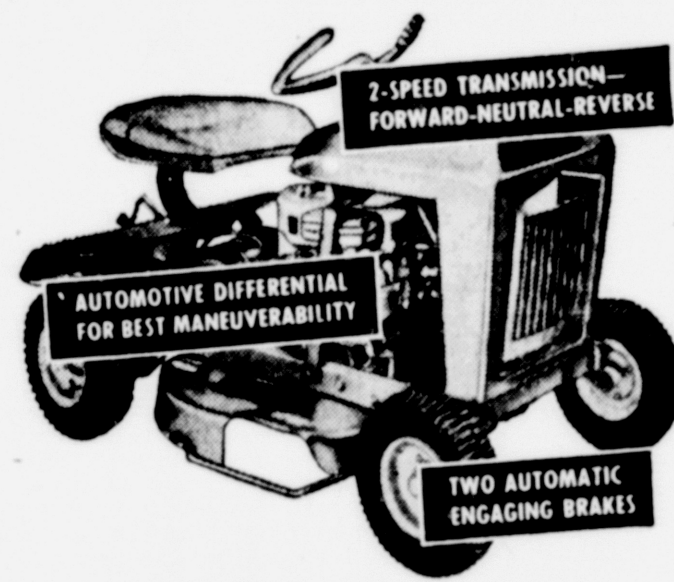 2-SPEED TRANSMISSION—
FORWARD-NEUTRAL-REVERSE
AUTOMOTIVE DIFFERENTIAL
FOR BEST MANEUVERABILITY
TWO AUTOMATIC
ENGAGING BRAKES